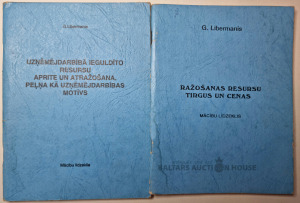 G. Libermanis
UZŅĒMĒJDARBĪBĀ IEGULDĪTO
RESURSU
APRITE UN ATRAŽOŠANA.
PEĻŅA KĀ UZŅĒMĒJDARBĪBAS
MOTĪVS
Mācību līdzeklis
G. Libermanis
RAŽOŠANAS RESURSU
TIRGUS UN CENAS
MĀCĪBU LĪDZEKLIS
BALTARS AUCTION HOUSE